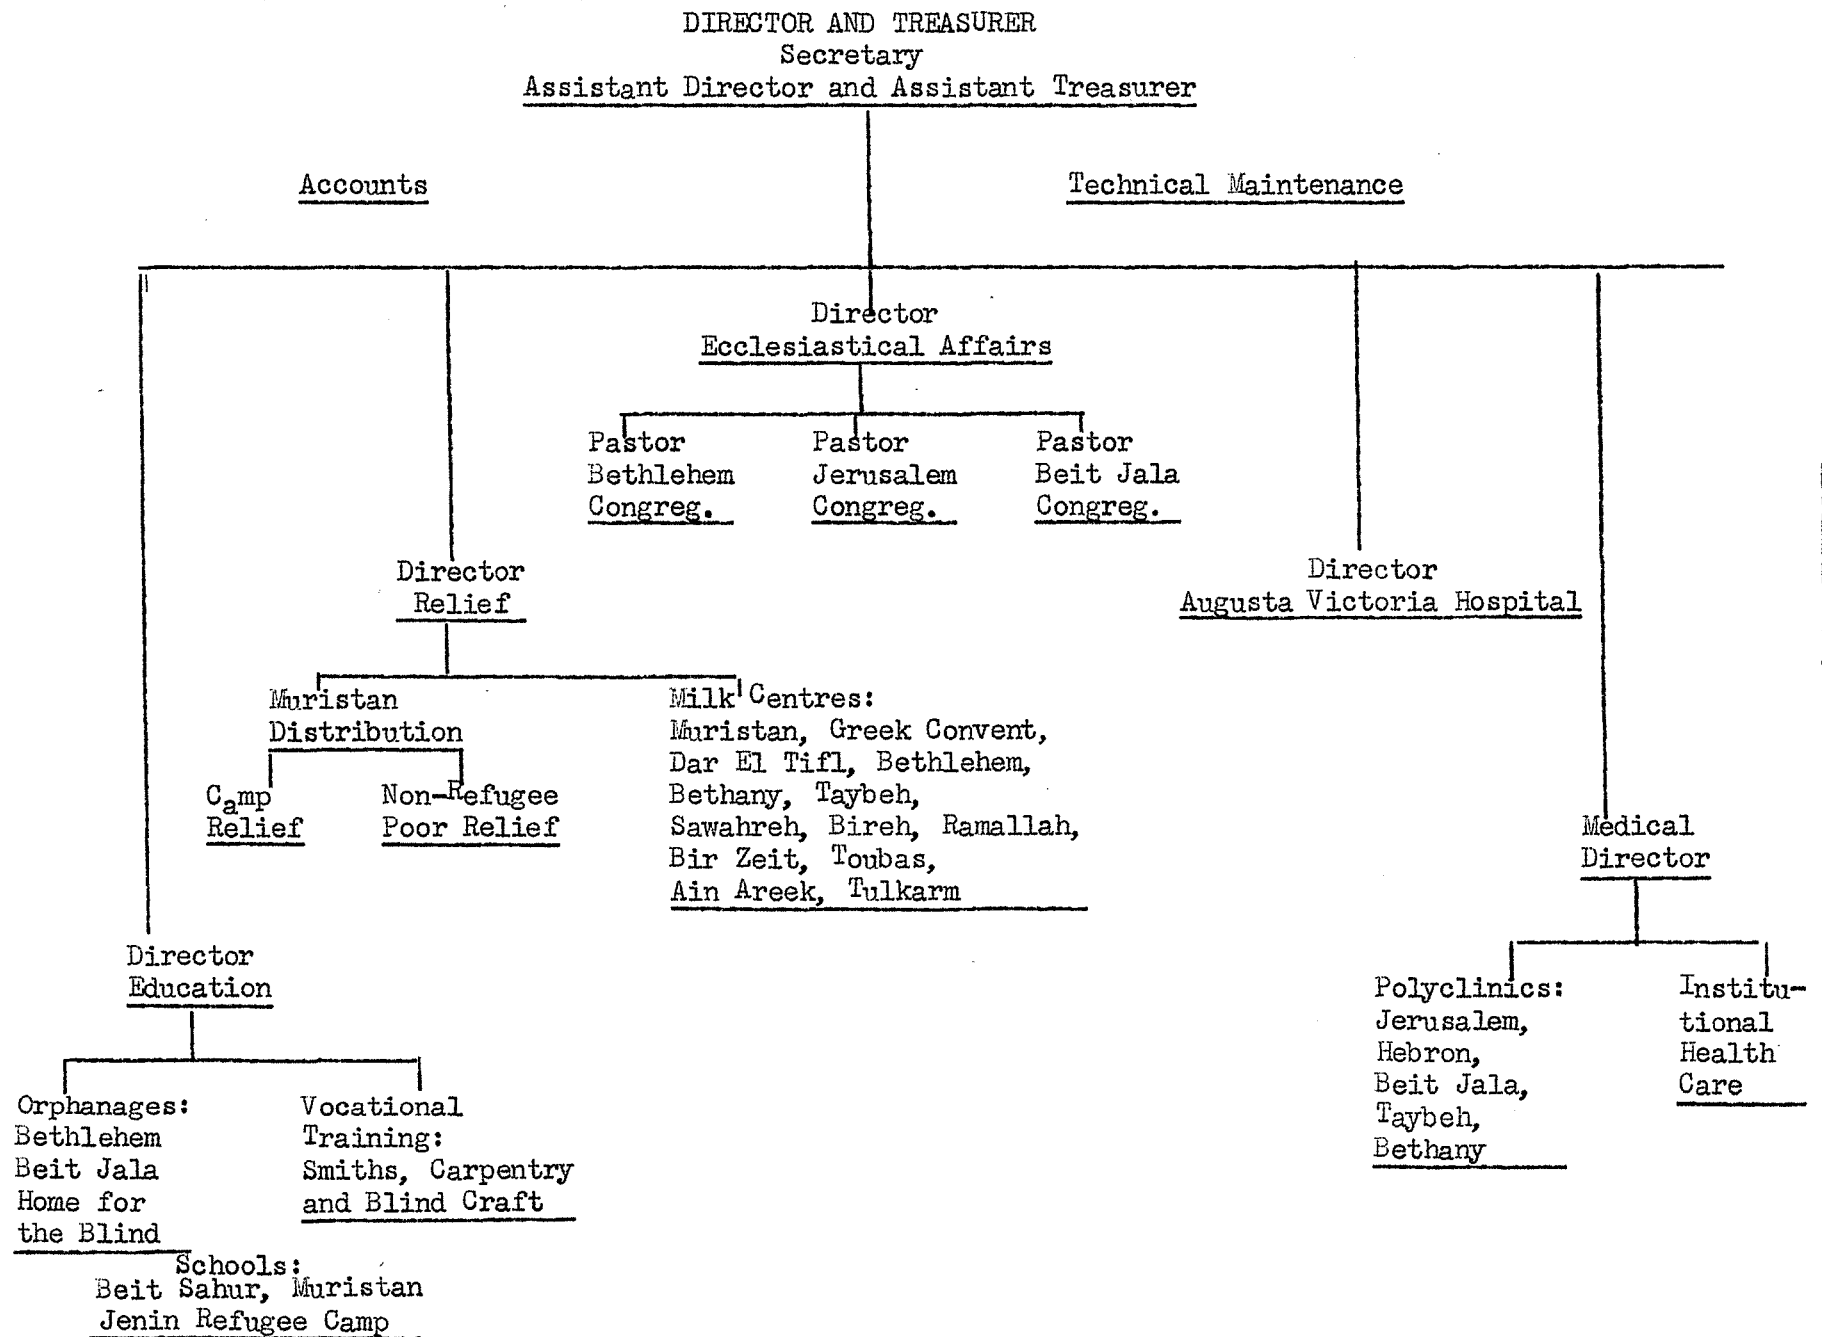 DIRECTOR AND TREASURER
Secretary
Assistant Director and Assistant Treasurer
Accounts
Technical Maintenance
Director
Ecclesiastical Affairs
Pastor
Bethlehem
Congreg.
Pastor
Jerusalem
Congreg.
Pastor
Beit Jala
Congreg.
Director
Relief
Director
Augusta Victoria Hospital
Muristan
Distribution
Camp
Relief
Non-Refugee
Poor Relief
Milk Centres:
Muristan, Greek Convent,
Dar El Tifl, Bethlehem,
Bethany, Taybeh,
Sawahreh, Bireh, Ramallah,
Bir Zeit, Toubas,
Ain Areek, Tulkarm
Medical
Director
Polyclinics:
Jerusalem,
Hebron,
Beit Jala,
Taybeh,
Bethany
Institu-
tional
Health
Care
Director
Education
Orphanages:
Bethlehem
Beit Jala
Home for
the Blind
Vocational
Training:
Smiths, Carpentry
and Blind Craft
Schools:
Beit Sahur, Muristan
Jenin Refugee Camp